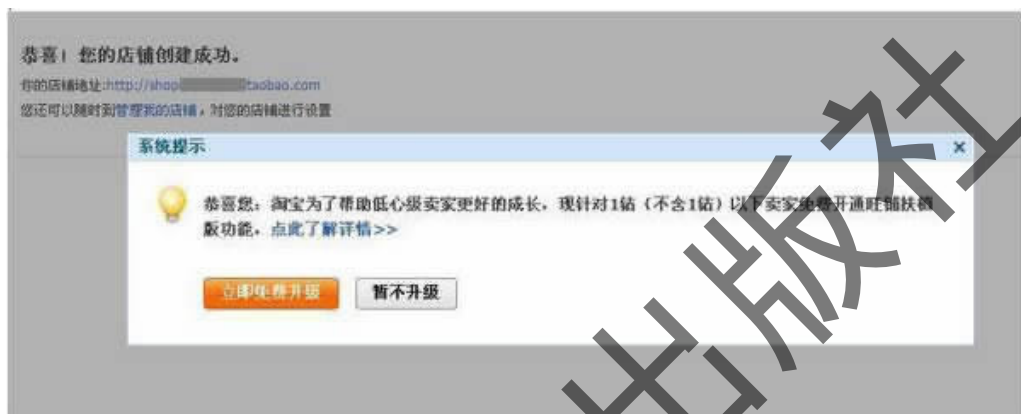 恭喜！您的店铺创建成功。
你的店铺地址:http://shop taobao.com
您还可以随时到管理我的店铺，对您的店铺进行设置
系统提示
恭喜您：淘宝为了帮助低心级卖家更好的成长，现针对1钻（不含1钻）以下卖家免费开通旺铺扶植
版功能。点此了解详情>>
立即免费升级
暂不升级
出版社